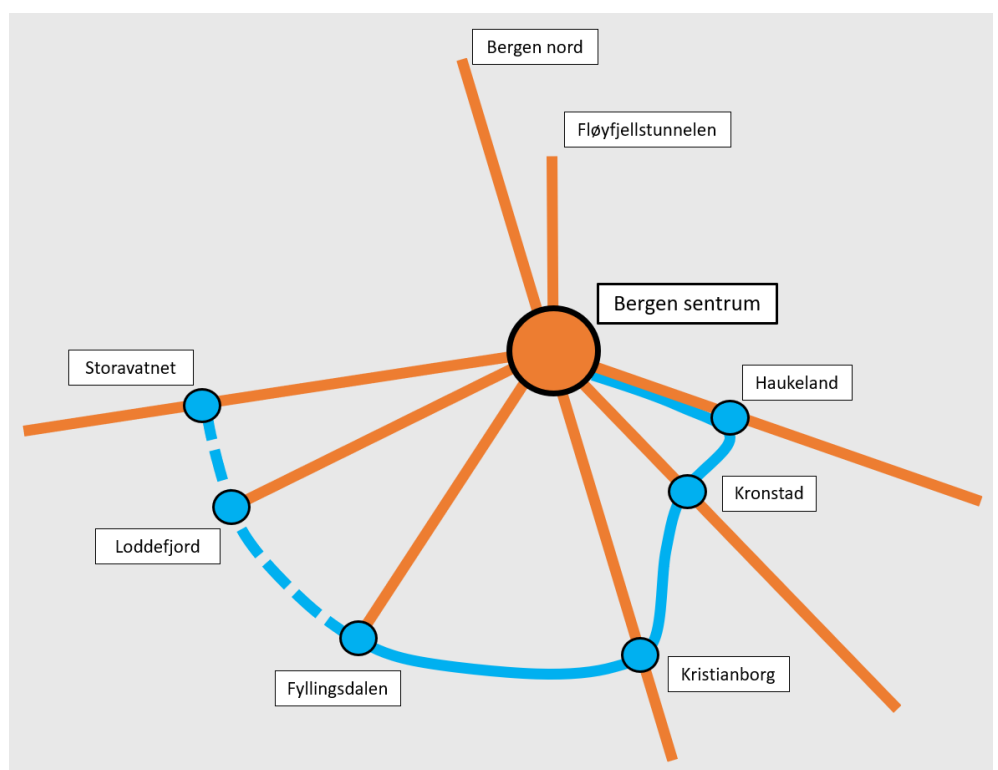 Bergen nord
Fløyfjellstunnelen
Bergen sentrum
Storavatnet
Haukeland
Kronstad
Loddefjord
Kristianborg
Fyllingsdalen